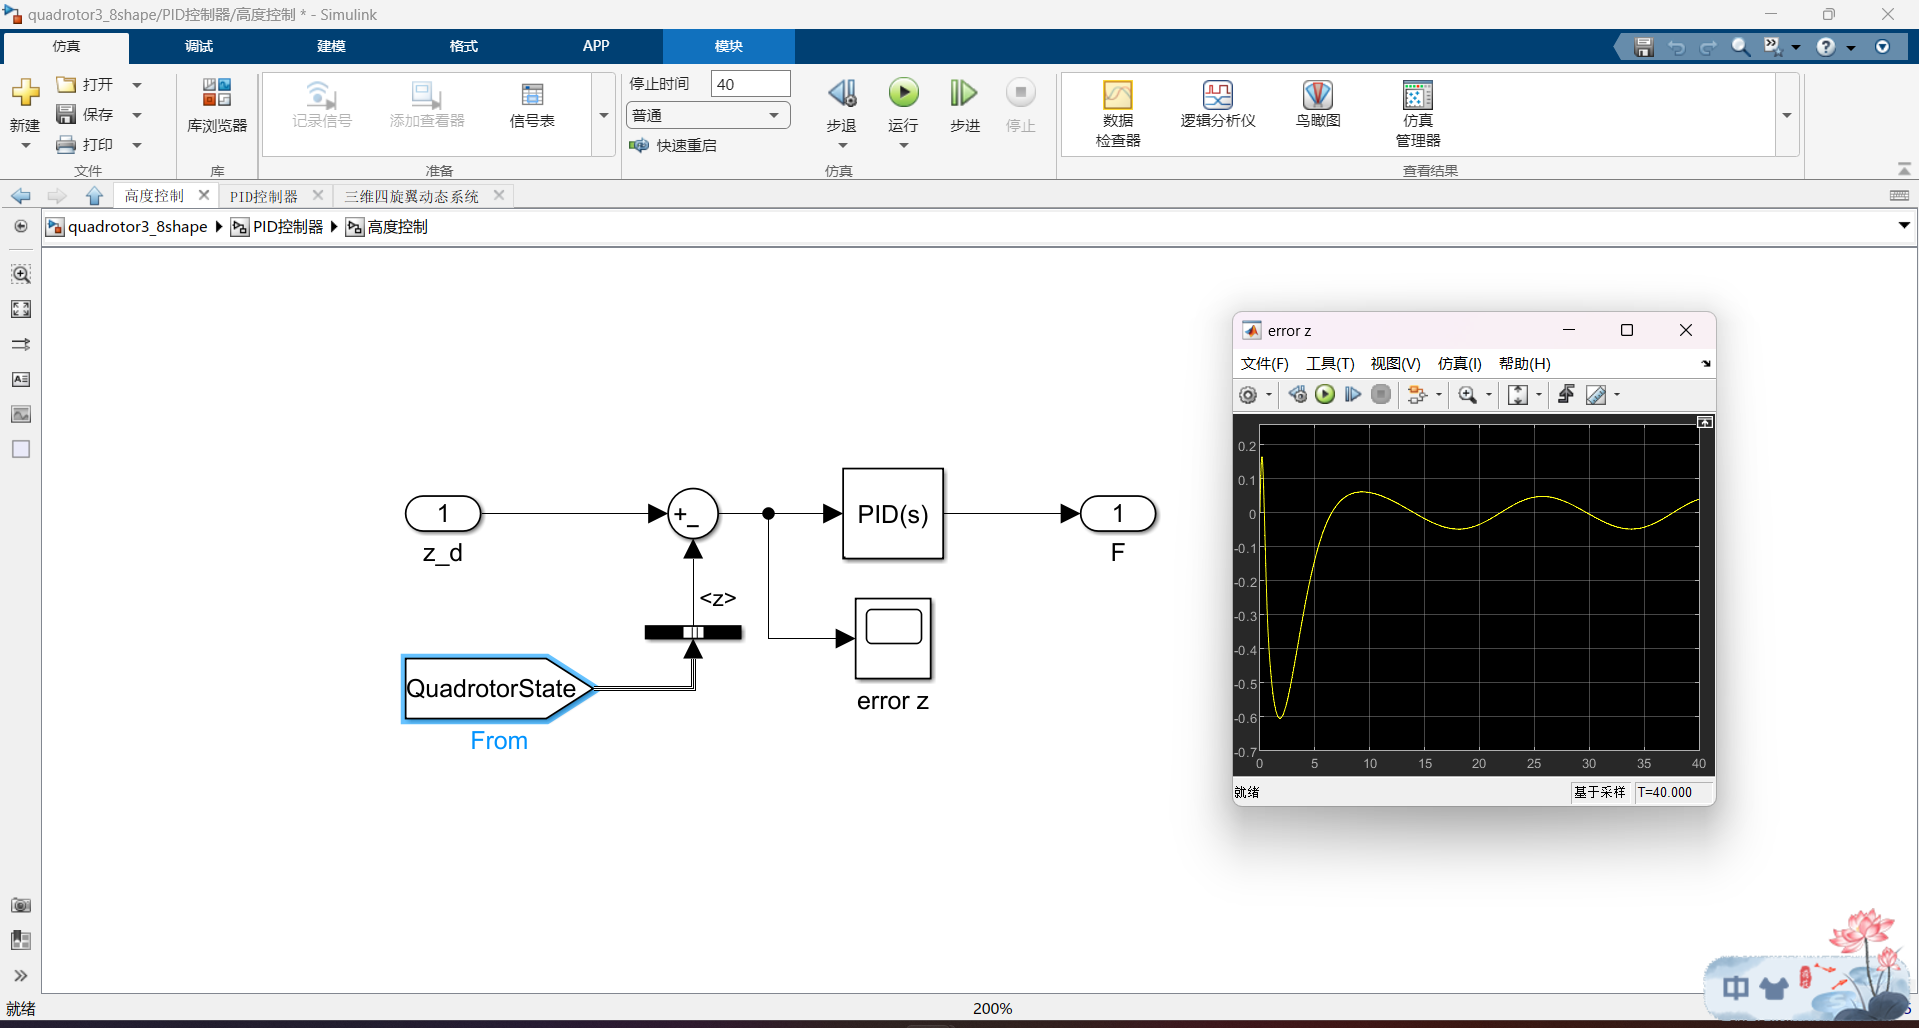 quadrotor3_8shape/PID控制器/高度控制 * - Simulink
仿真 调试 建模 格式 APP 模块
新建 打开 保存 打印
文件
库浏览器
库
记录信号 添加查看器 信号表
准备
停止时间 40
普通
快速重启
步退 运行 步进 停止
仿真
数据检查器 逻辑分析仪 鸟瞰图 仿真管理器
查看结果
高度控制 PID控制器 三维四旋翼动态系统
quadrotor3_8shape PID控制器 高度控制
1
z_d
+
_
PID(s)
1
F
<z>
QuadrotorState
From
error z
error z
文件(F) 工具(T) 视图(V) 仿真(I) 帮助(H)
0.2
0.1
0
-0.1
-0.2
-0.3
-0.4
-0.5
-0.6
-0.7
0 5 10 15 20 25 30 35 40
就绪 基于采样 T=40.000
中
就绪 200%